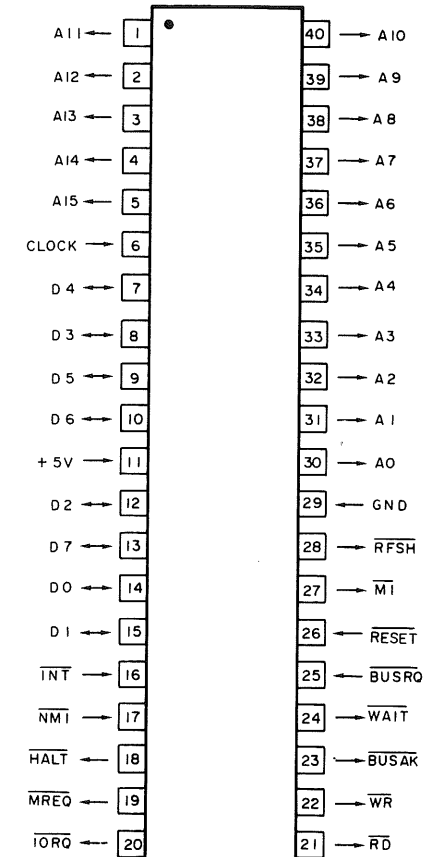 A11 1 40 A10
A12 2 39 A9
A13 3 38 A8
A14 4 37 A7
A15 5 36 A6
CLOCK 6 35 A5
D4 7 34 A4
D3 8 33 A3
D5 9 32 A2
D6 10 31 A1
+5V 11 30 A0
D2 12 29 GND
D7 13 28 RFSH
D0 14 27 M1
D1 15 26 RESET
INT 16 25 BUSRQ
NMI 17 24 WAIT
HALT 18 23 BUSAK
MREQ 19 22 WR
IORQ 20 21 RD